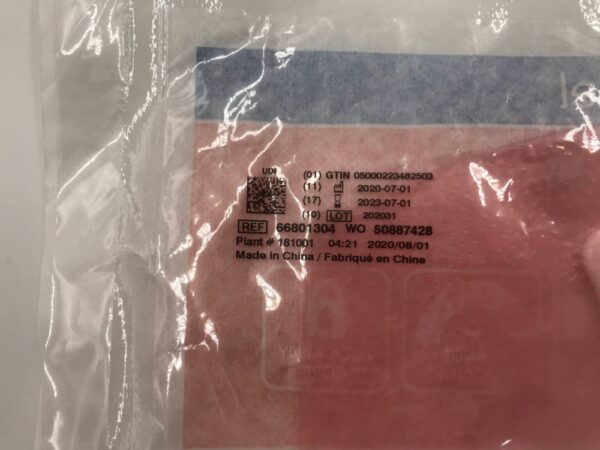 UDI
(01) GTIN 05000223482503
(11) 2020-07-01
(17) 2023-07-01
(10) LOT 202031
REF 66801304 WO 50887428
Plant # 181001 04:21 2020/08/01
Made in China / Fabriqué en Chine